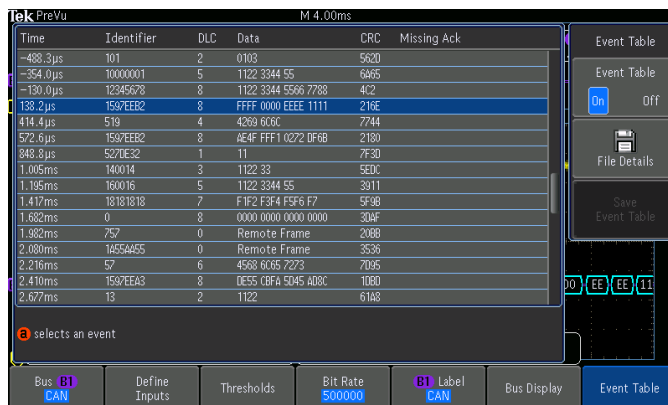 Tek PreVu M 4.00ms
Time Identifier DLC Data CRC Missing Ack
-488.3µs 101 2 0103 562D
-354.0µs 10000001 5 1122 3344 55 6A65
-130.0µs 12345678 8 1122 3344 5566 7788 4C2
138.2µs 1597EEB2 8 FFFF 0000 EEEE 1111 216E
414.4µs 519 4 4269 6C6C 7744
572.6µs 1597EEB2 8 AE4F FFF1 0272 DF6B 2180
848.8µs 527DE32 1 11 7F3D
1.005ms 140014 3 1122 33 5EDC
1.195ms 160016 5 1122 3344 55 3911
1.417ms 18181818 7 F1F2 F3F4 F5F6 F7 5F9B
1.682ms 0 8 0000 0000 0000 0000 3DAF
1.982ms 757 0 Remote Frame 20BB
2.080ms 1A55AA55 0 Remote Frame 3536
2.216ms 57 6 4568 6C65 7273 7D95
2.410ms 1597EEA3 8 DE55 CBFA 5D45 AD8C 1DBD
2.677ms 13 2 1122 61A8
a selects an event
Event Table
Event Table
On Off
File Details
Save
Event Table
EE EE 11
Bus B1
CAN
Define
Inputs
Thresholds
Bit Rate
500000
B1 Label
CAN
Bus Display
Event Table